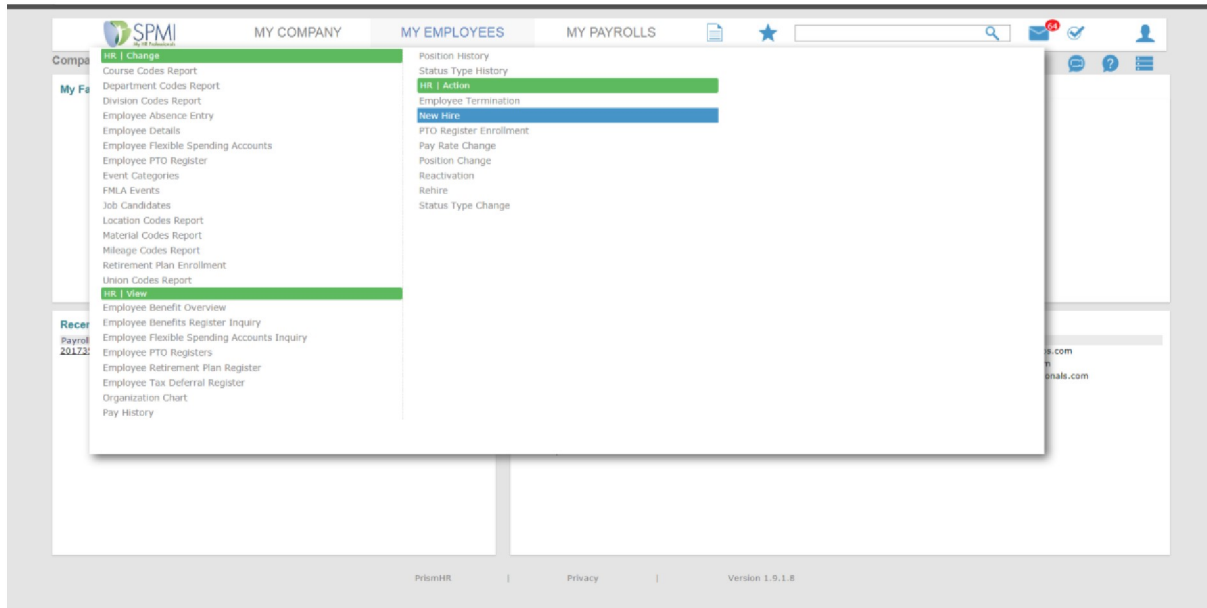 SPMI
My HR Professionals
MY COMPANY
MY EMPLOYEES
MY PAYROLLS
64
Compa
My Fa
HR | Change
Course Codes Report
Department Codes Report
Division Codes Report
Employee Absence Entry
Employee Details
Employee Flexible Spending Accounts
Employee PTO Register
Event Categories
FMLA Events
Job Candidates
Location Codes Report
Material Codes Report
Mileage Codes Report
Retirement Plan Enrollment
Union Codes Report
HR | View
Employee Benefit Overview
Employee Benefits Register Inquiry
Employee Flexible Spending Accounts Inquiry
Employee PTO Registers
Employee Retirement Plan Register
Employee Tax Deferral Register
Organization Chart
Pay History
Position History
Status Type History
HR | Action
Employee Termination
New Hire
PTO Register Enrollment
Pay Rate Change
Position Change
Reactivation
Rehire
Status Type Change
Recen
Payrol
onals.com
PrismHR | Privacy | Version 1.9.1.8